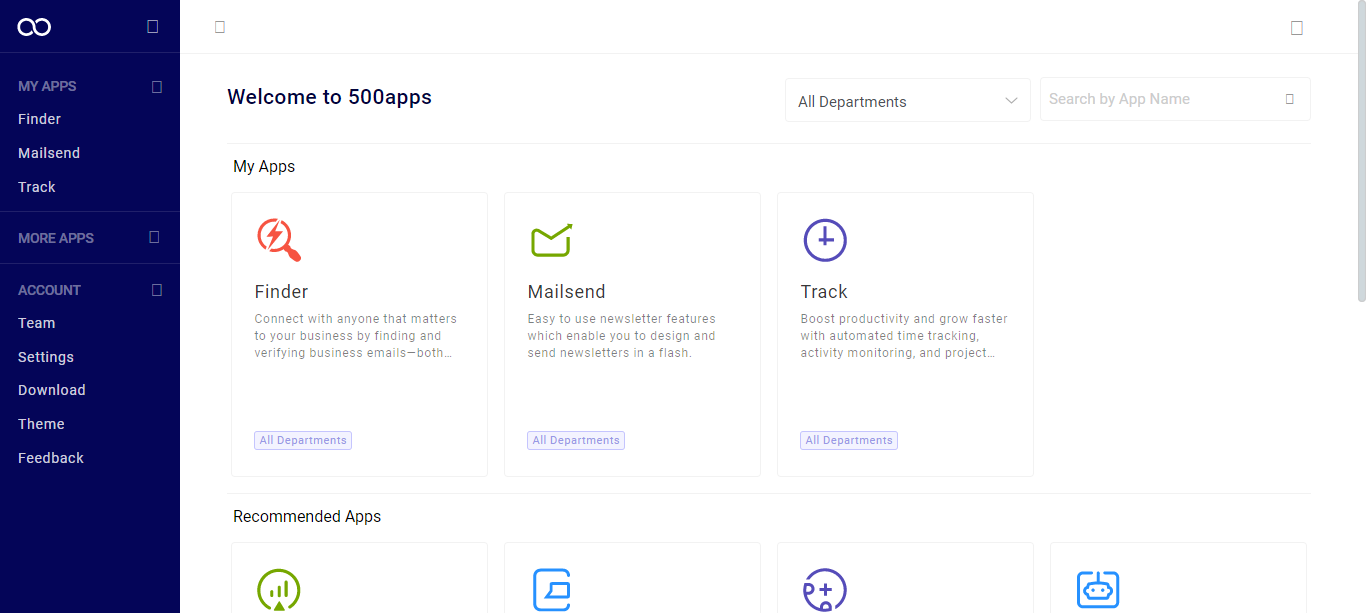 MY APPS
Finder
Mailsend
Track
MORE APPS
ACCOUNT
Team
Settings
Download
Theme
Feedback
Welcome to 500apps
All Departments
Search by App Name
My Apps
Finder
Connect with anyone that matters
to your business by finding and
verifying business emails—both...
All Departments
Mailsend
Easy to use newsletter features
which enable you to design and
send newsletters in a flash.
All Departments
Track
Boost productivity and grow faster
with automated time tracking,
activity monitoring, and project...
All Departments
Recommended Apps